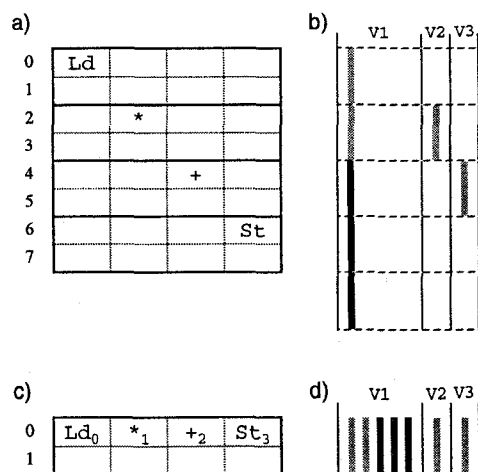 a)
0 Ld
1
2 *
3
4 +
5
6 St
7
b)
V1 V2 V3
c)
0 Ld₀ *₁ +₂ St₃
1
d)
V1 V2 V3